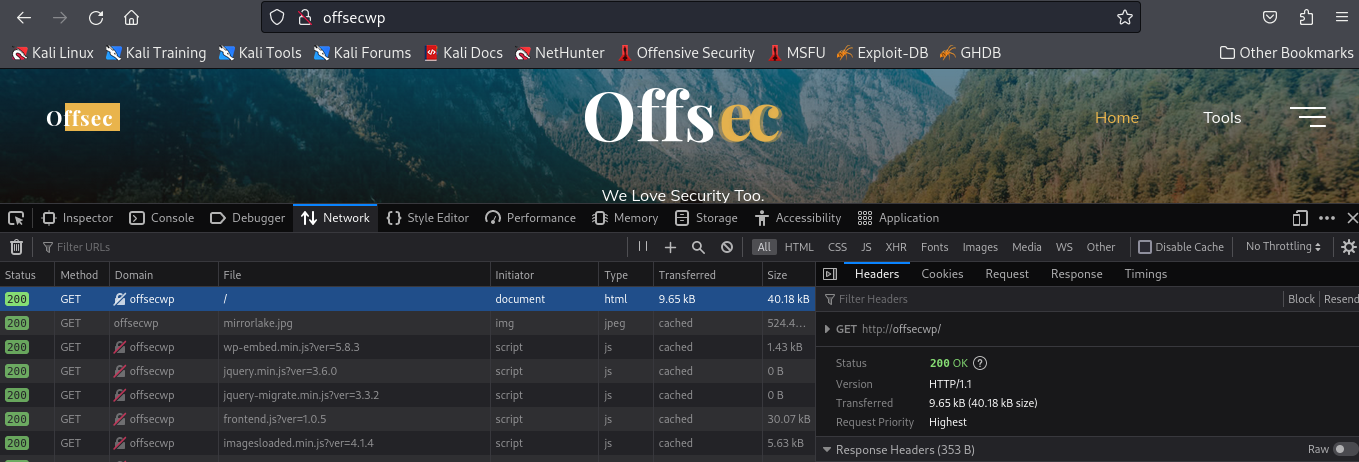 offsecwp
Kali Linux Kali Training Kali Tools Kali Forums Kali Docs NetHunter Offensive Security MSFU Exploit-DB GHDB Other Bookmarks
Offsec Offsec Home Tools
We Love Security Too.
Inspector Console Debugger Network Style Editor Performance Memory Storage Accessibility Application
Filter URLs All HTML CSS JS XHR Fonts Images Media WS Other Disable Cache No Throttling
Status Method Domain File Initiator Type Transferred Size Headers Cookies Request Response Timings
200 GET offsecwp / document html 9.65 kB 40.18 kB Filter Headers Block Resend
200 GET offsecwp mirrorlake.jpg img jpeg cached 524.4… GET http://offsecwp/
200 GET offsecwp wp-embed.min.js?ver=5.8.3 script js cached 1.43 kB
Status 200 OK
200 GET offsecwp jquery.min.js?ver=3.6.0 script js cached 0 B
Version HTTP/1.1
200 GET offsecwp jquery-migrate.min.js?ver=3.3.2 script js cached 0 B
Transferred 9.65 kB (40.18 kB size)
200 GET offsecwp frontend.js?ver=1.0.5 script js cached 30.07 kB
Request Priority Highest
200 GET offsecwp imagesloaded.min.js?ver=4.1.4 script js cached 5.63 kB
Response Headers (353 B) Raw